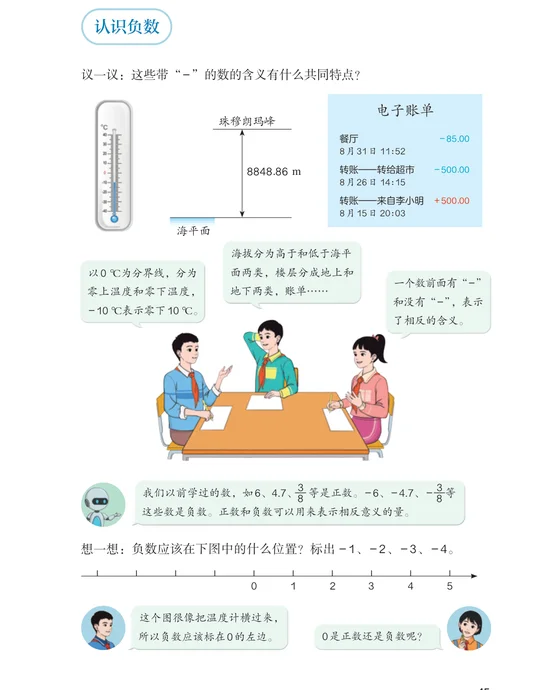 认识负数
议一议：这些带“－”的数的含义有什么共同特点？
℃
珠穆朗玛峰
8848.86 m
海平面
电子账单
餐厅 －85.00
8月31日 11:52
转账——转给超市 －500.00
8月26日 14:15
转账——来自李小明 ＋500.00
8月15日 20:03
以0 ℃为分界线，分为
零上温度和零下温度，
－10 ℃表示零下10 ℃。
海拔分为高于和低于海平
面两类，楼层分成地上和
地下两类，账单……
一个数前面有“－”
和没有“－”，表示
了相反的含义。
我们以前学过的数，如6、4.7、3/8等是正数。－6、－4.7、－3/8等
这些数是负数。正数和负数可以用来表示相反意义的量。
想一想：负数应该在下图中的什么位置？标出－1、－2、－3、－4。
0 1 2 3 4 5
这个图很像把温度计横过来，
所以负数应该标在0的左边。
0是正数还是负数呢？